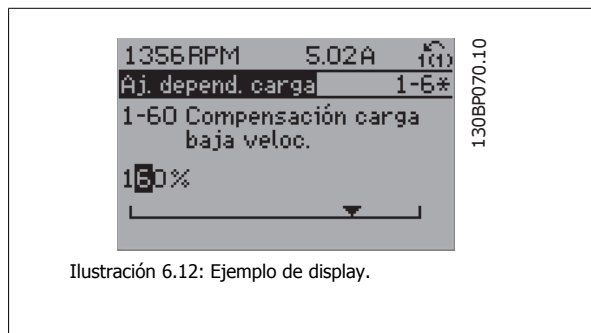 1356RPM 5.02A 1(1)
Aj. depend. carga 1-6*
1-60 Compensación carga
baja veloc.
160%
130BP070.10
Ilustración 6.12: Ejemplo de display.